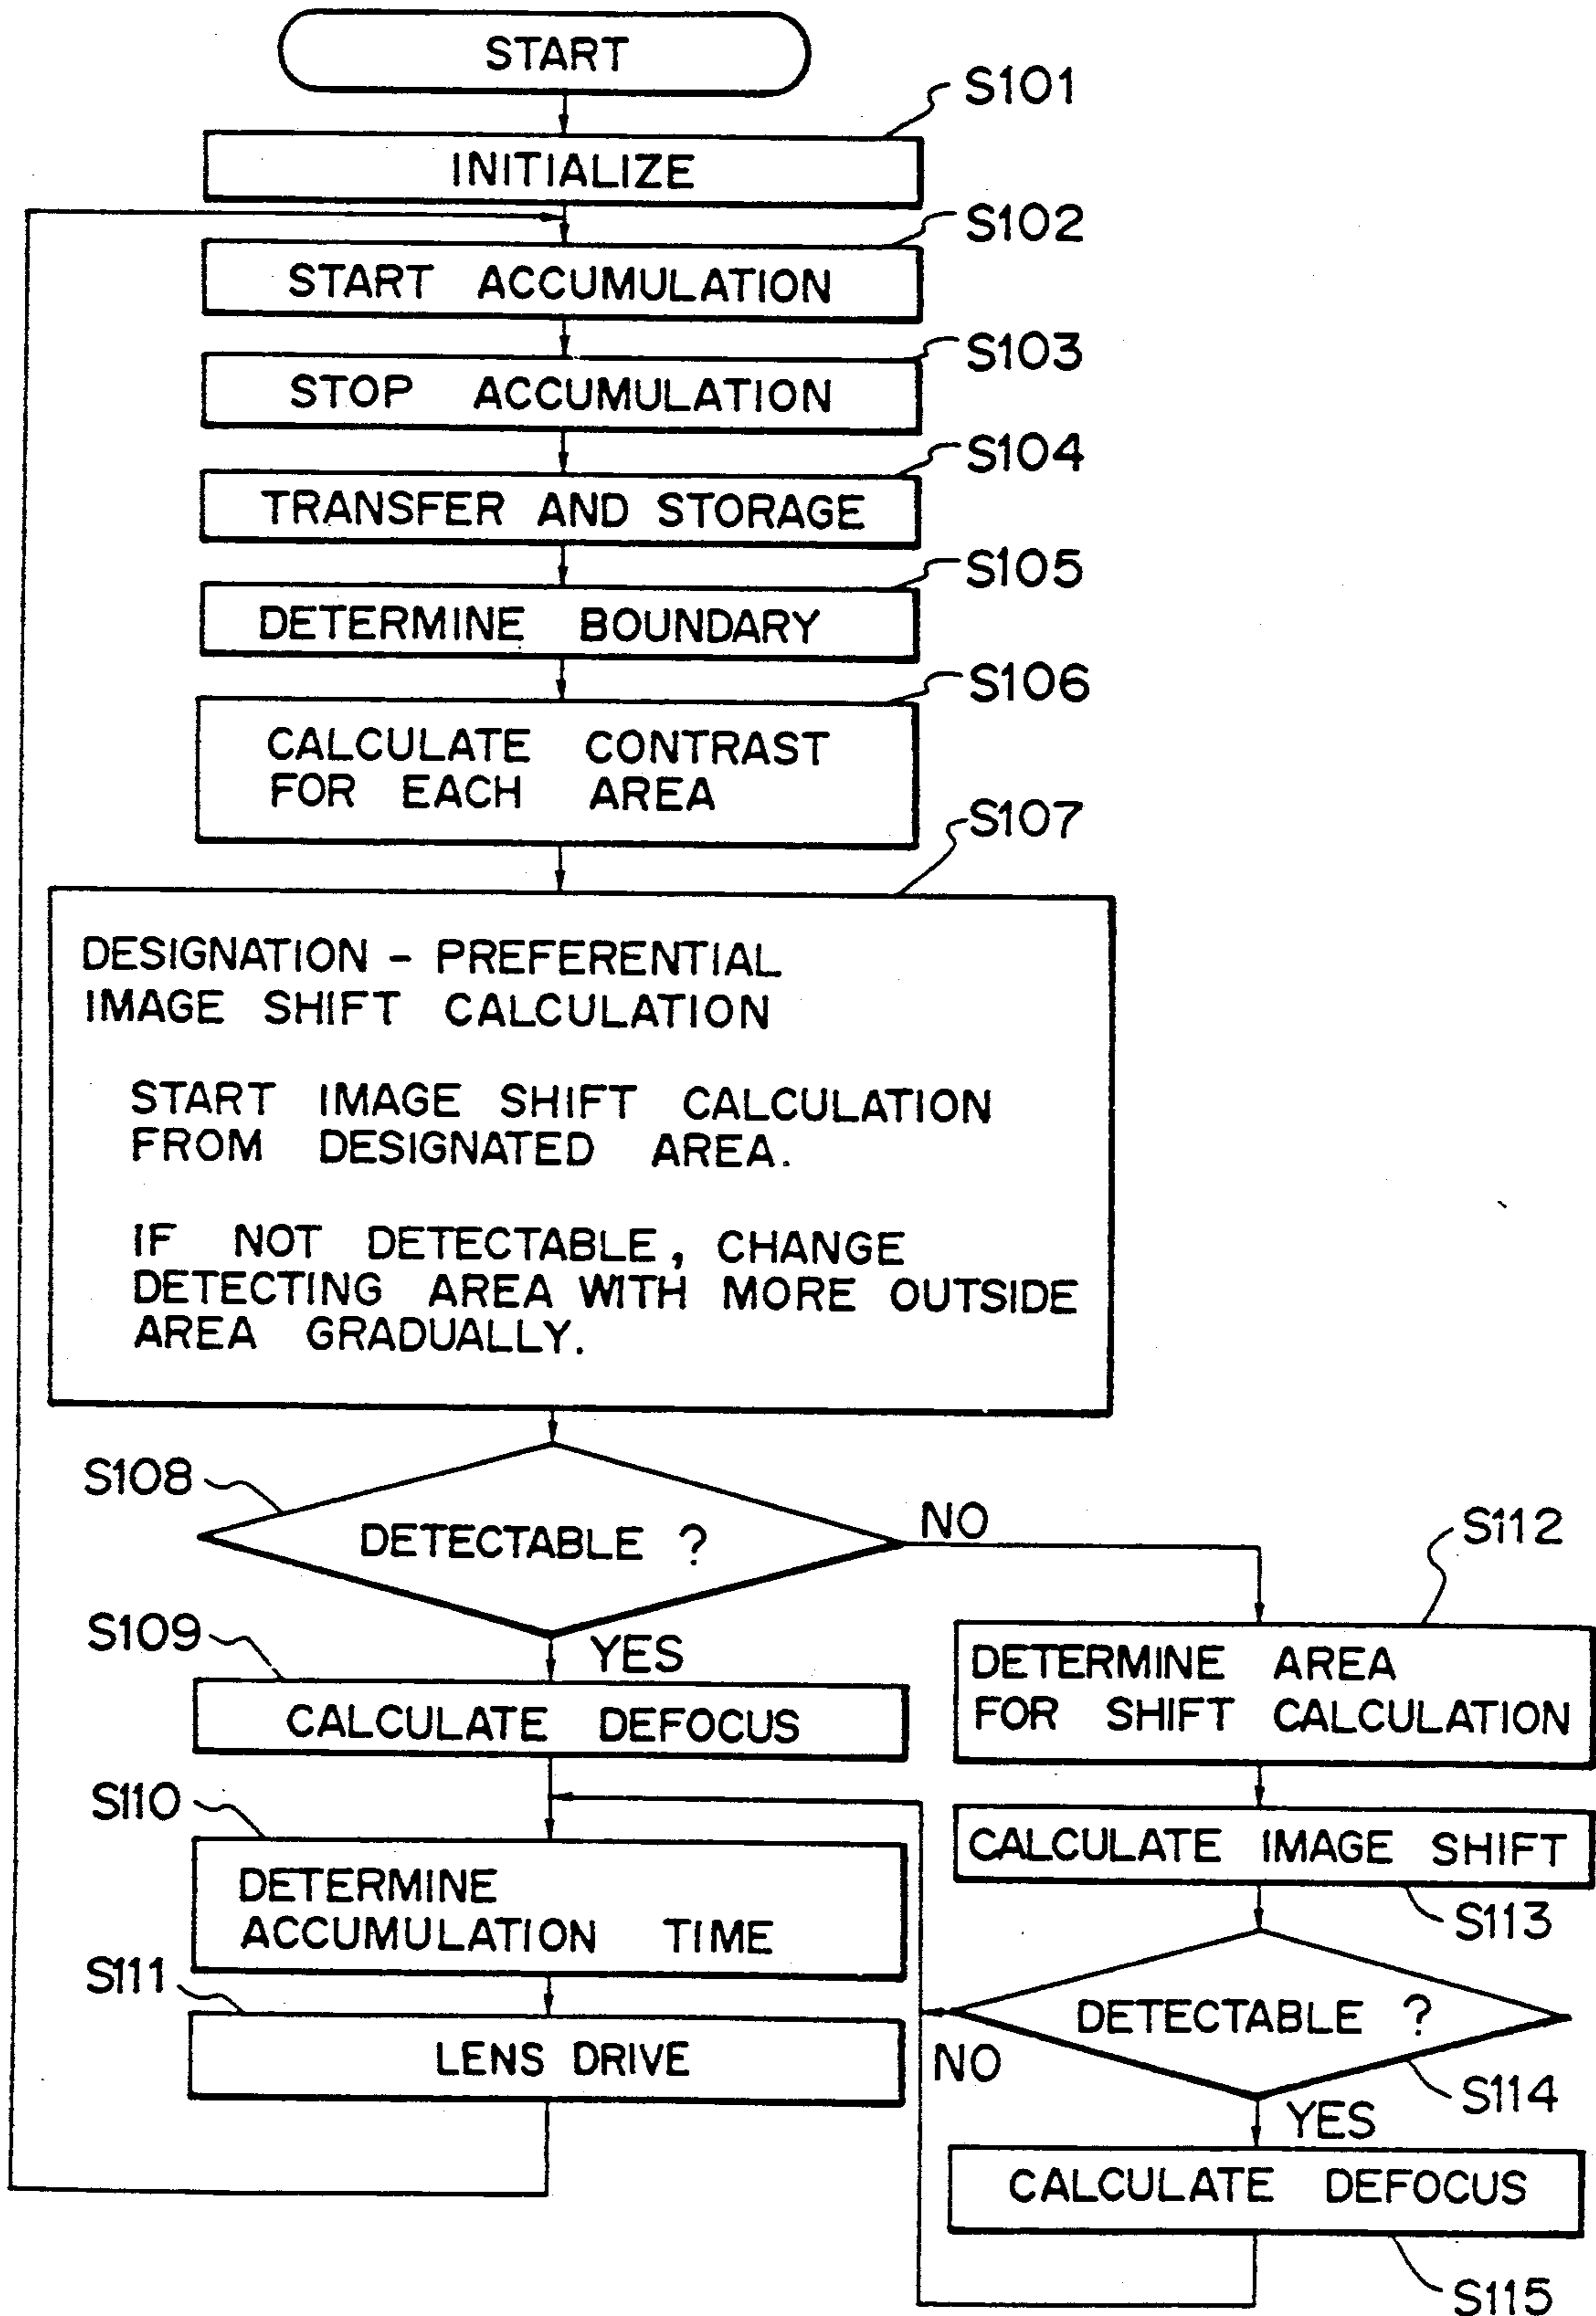 START
S101
INITIALIZE
S102
START ACCUMULATION
S103
STOP ACCUMULATION
S104
TRANSFER AND STORAGE
S105
DETERMINE BOUNDARY
S106
CALCULATE CONTRAST
FOR EACH AREA
S107
DESIGNATION - PREFERENTIAL
IMAGE SHIFT CALCULATION
START IMAGE SHIFT CALCULATION
FROM DESIGNATED AREA.
IF NOT DETECTABLE, CHANGE
DETECTING AREA WITH MORE OUTSIDE
AREA GRADUALLY.
S108
DETECTABLE ?
NO
YES
S109
CALCULATE DEFOCUS
S110
DETERMINE
ACCUMULATION TIME
S111
LENS DRIVE
S112
DETERMINE AREA
FOR SHIFT CALCULATION
CALCULATE IMAGE SHIFT
S113
DETECTABLE ?
NO
S114
YES
CALCULATE DEFOCUS
S115